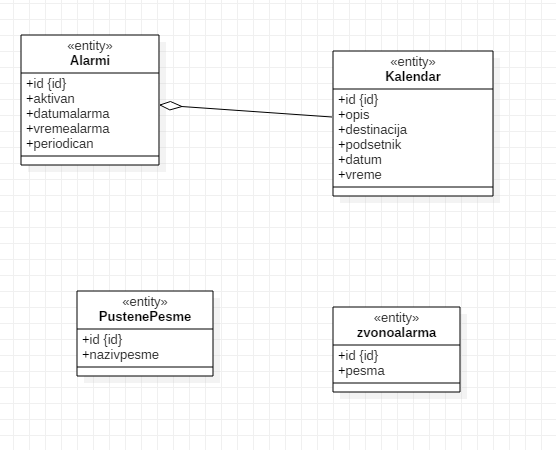 «entity»
Alarmi
+id {id}
+aktivan
+datumalarma
+vremealarma
+periodican
«entity»
Kalendar
+id {id}
+opis
+destinacija
+podsetnik
+datum
+vreme
«entity»
PustenePesme
+id {id}
+nazivpesme
«entity»
zvonoalarma
+id {id}
+pesma